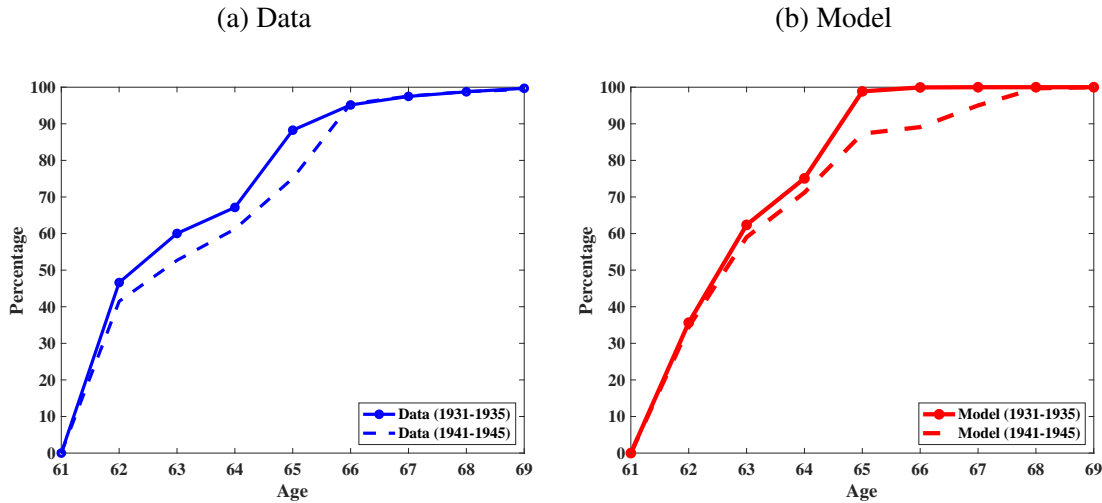 (a) Data
100
90
80
70
60
50
40
30
20
10
0
Percentage
61 62 63 64 65 66 67 68 69
Age
Data (1931-1935)
Data (1941-1945)
(b) Model
100
90
80
70
60
50
40
30
20
10
0
Percentage
61 62 63 64 65 66 67 68 69
Age
Model (1931-1935)
Model (1941-1945)